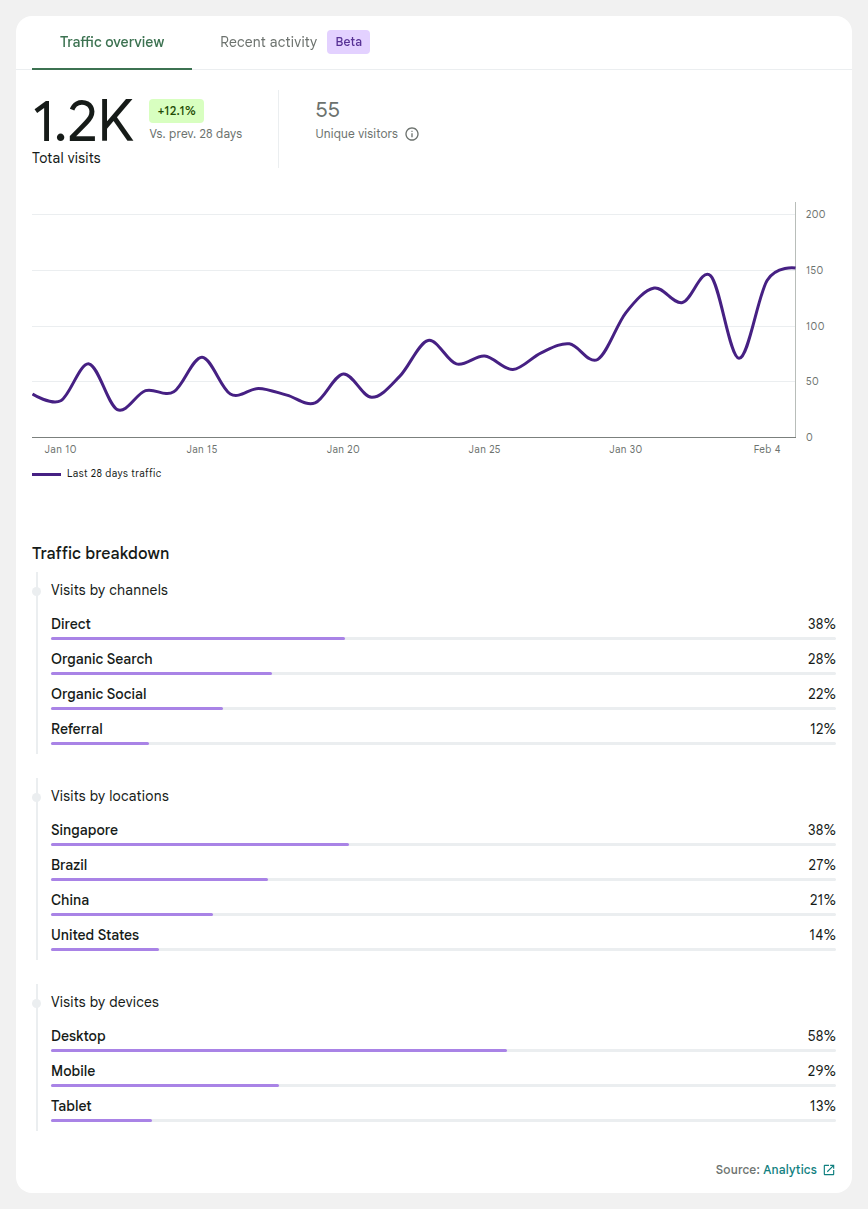 Traffic overview
Recent activity Beta
1.2K
+12.1%
Vs. prev. 28 days
Total visits
55
Unique visitors
200
150
100
50
0
Jan 10 Jan 15 Jan 20 Jan 25 Jan 30 Feb 4
Last 28 days traffic
Traffic breakdown
Visits by channels
Direct 38%
Organic Search 28%
Organic Social 22%
Referral 12%
Visits by locations
Singapore 38%
Brazil 27%
China 21%
United States 14%
Visits by devices
Desktop 58%
Mobile 29%
Tablet 13%
Source: Analytics